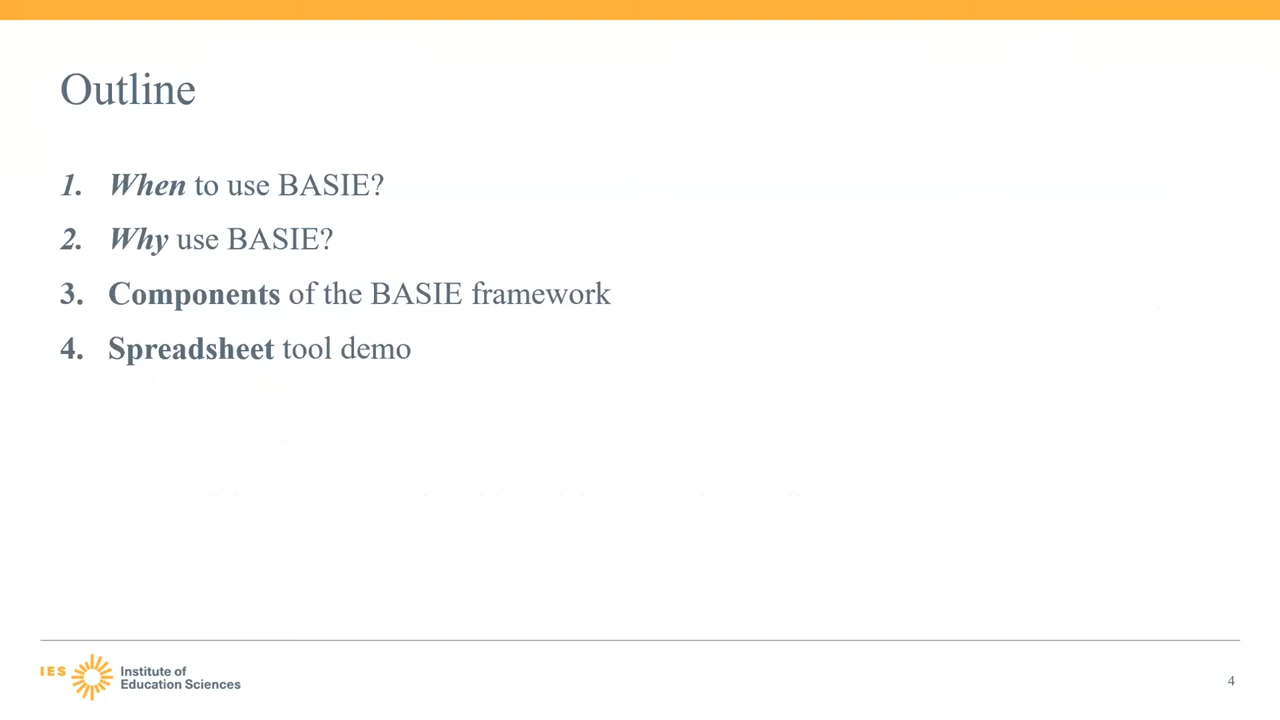 Outline
1. When to use BASIE?
2. Why use BASIE?
3. Components of the BASIE framework
4. Spreadsheet tool demo
IES
Institute of
Education Sciences
4